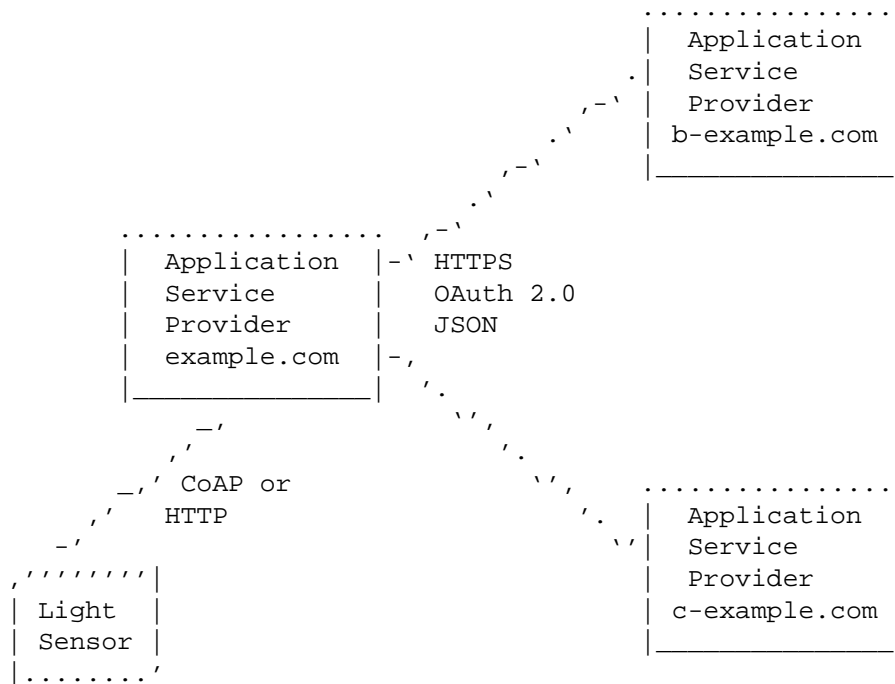 Application
Service
Provider
b-example.com
Application
Service
Provider
example.com
HTTPS
OAuth 2.0
JSON
CoAP or
HTTP
Light
Sensor
Application
Service
Provider
c-example.com